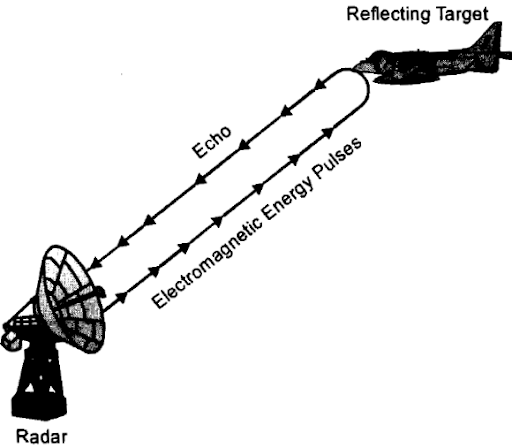 Reflecting Target
Echo
Electromagnetic Energy Pulses
Radar